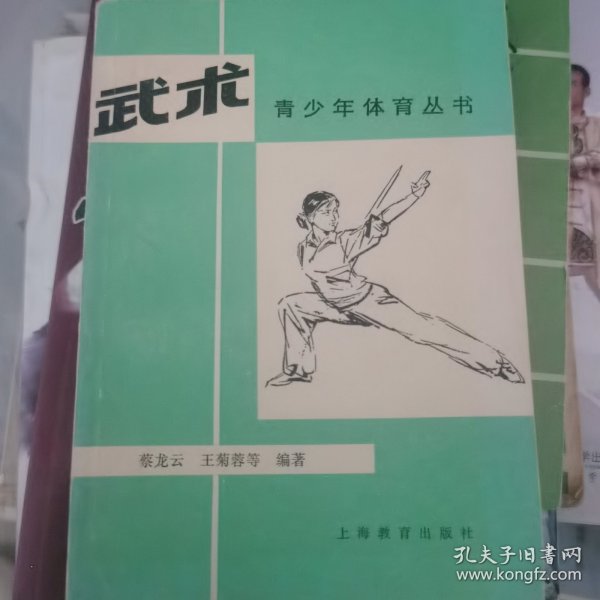 武术
青少年体育丛书
蔡龙云 王菊蓉等 编著
上海教育出版社
孔夫子旧书网
www.kongfz.com